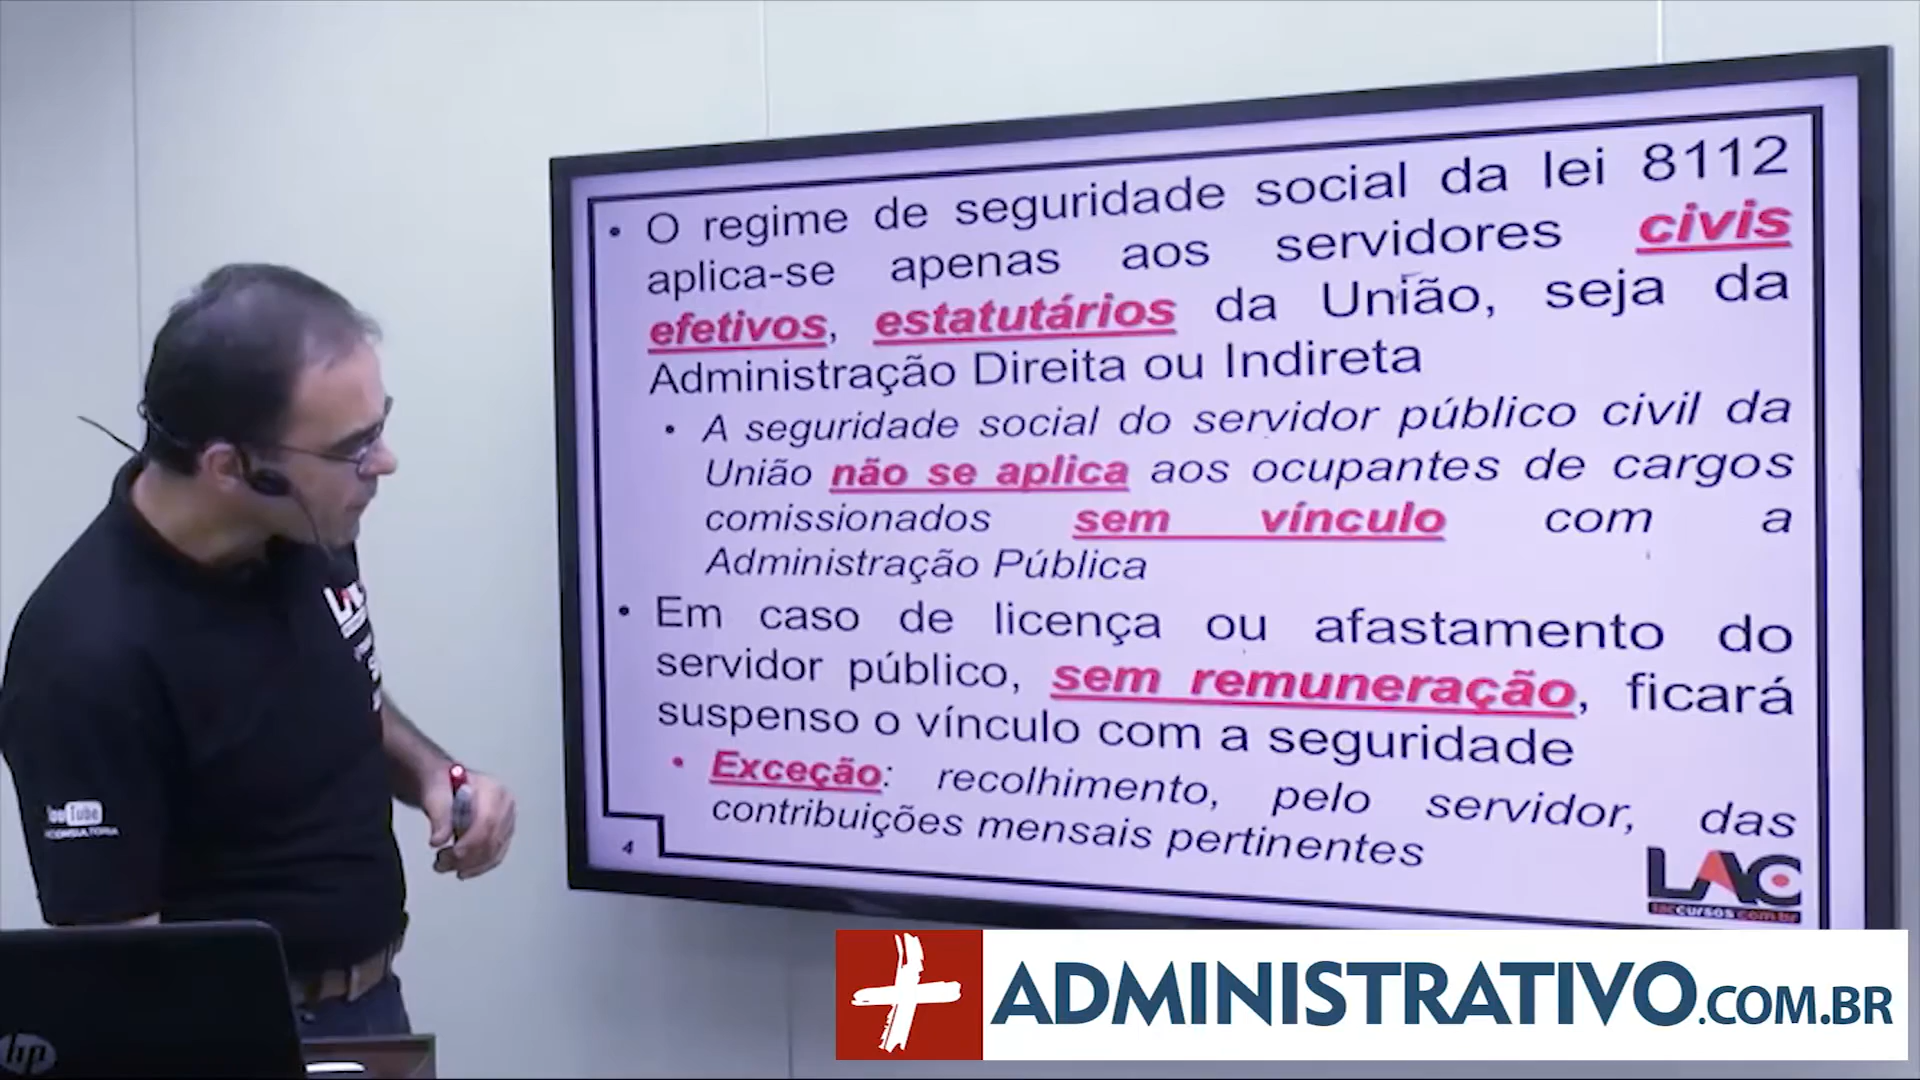 • O regime de seguridade social da lei 8112
aplica-se apenas aos servidores civis
efetivos, estatutários da União, seja da
Administração Direita ou Indireta
• A seguridade social do servidor público civil da
União não se aplica aos ocupantes de cargos
comissionados sem vínculo com a
Administração Pública
• Em caso de licença ou afastamento do
servidor público, sem remuneração, ficará
suspenso o vínculo com a seguridade
• Exceção: recolhimento, pelo servidor, das
contribuições mensais pertinentes
4
LAC
laccursos.com.br
LAC
YouTube
hp
ADMINISTRATIVO.COM.BR